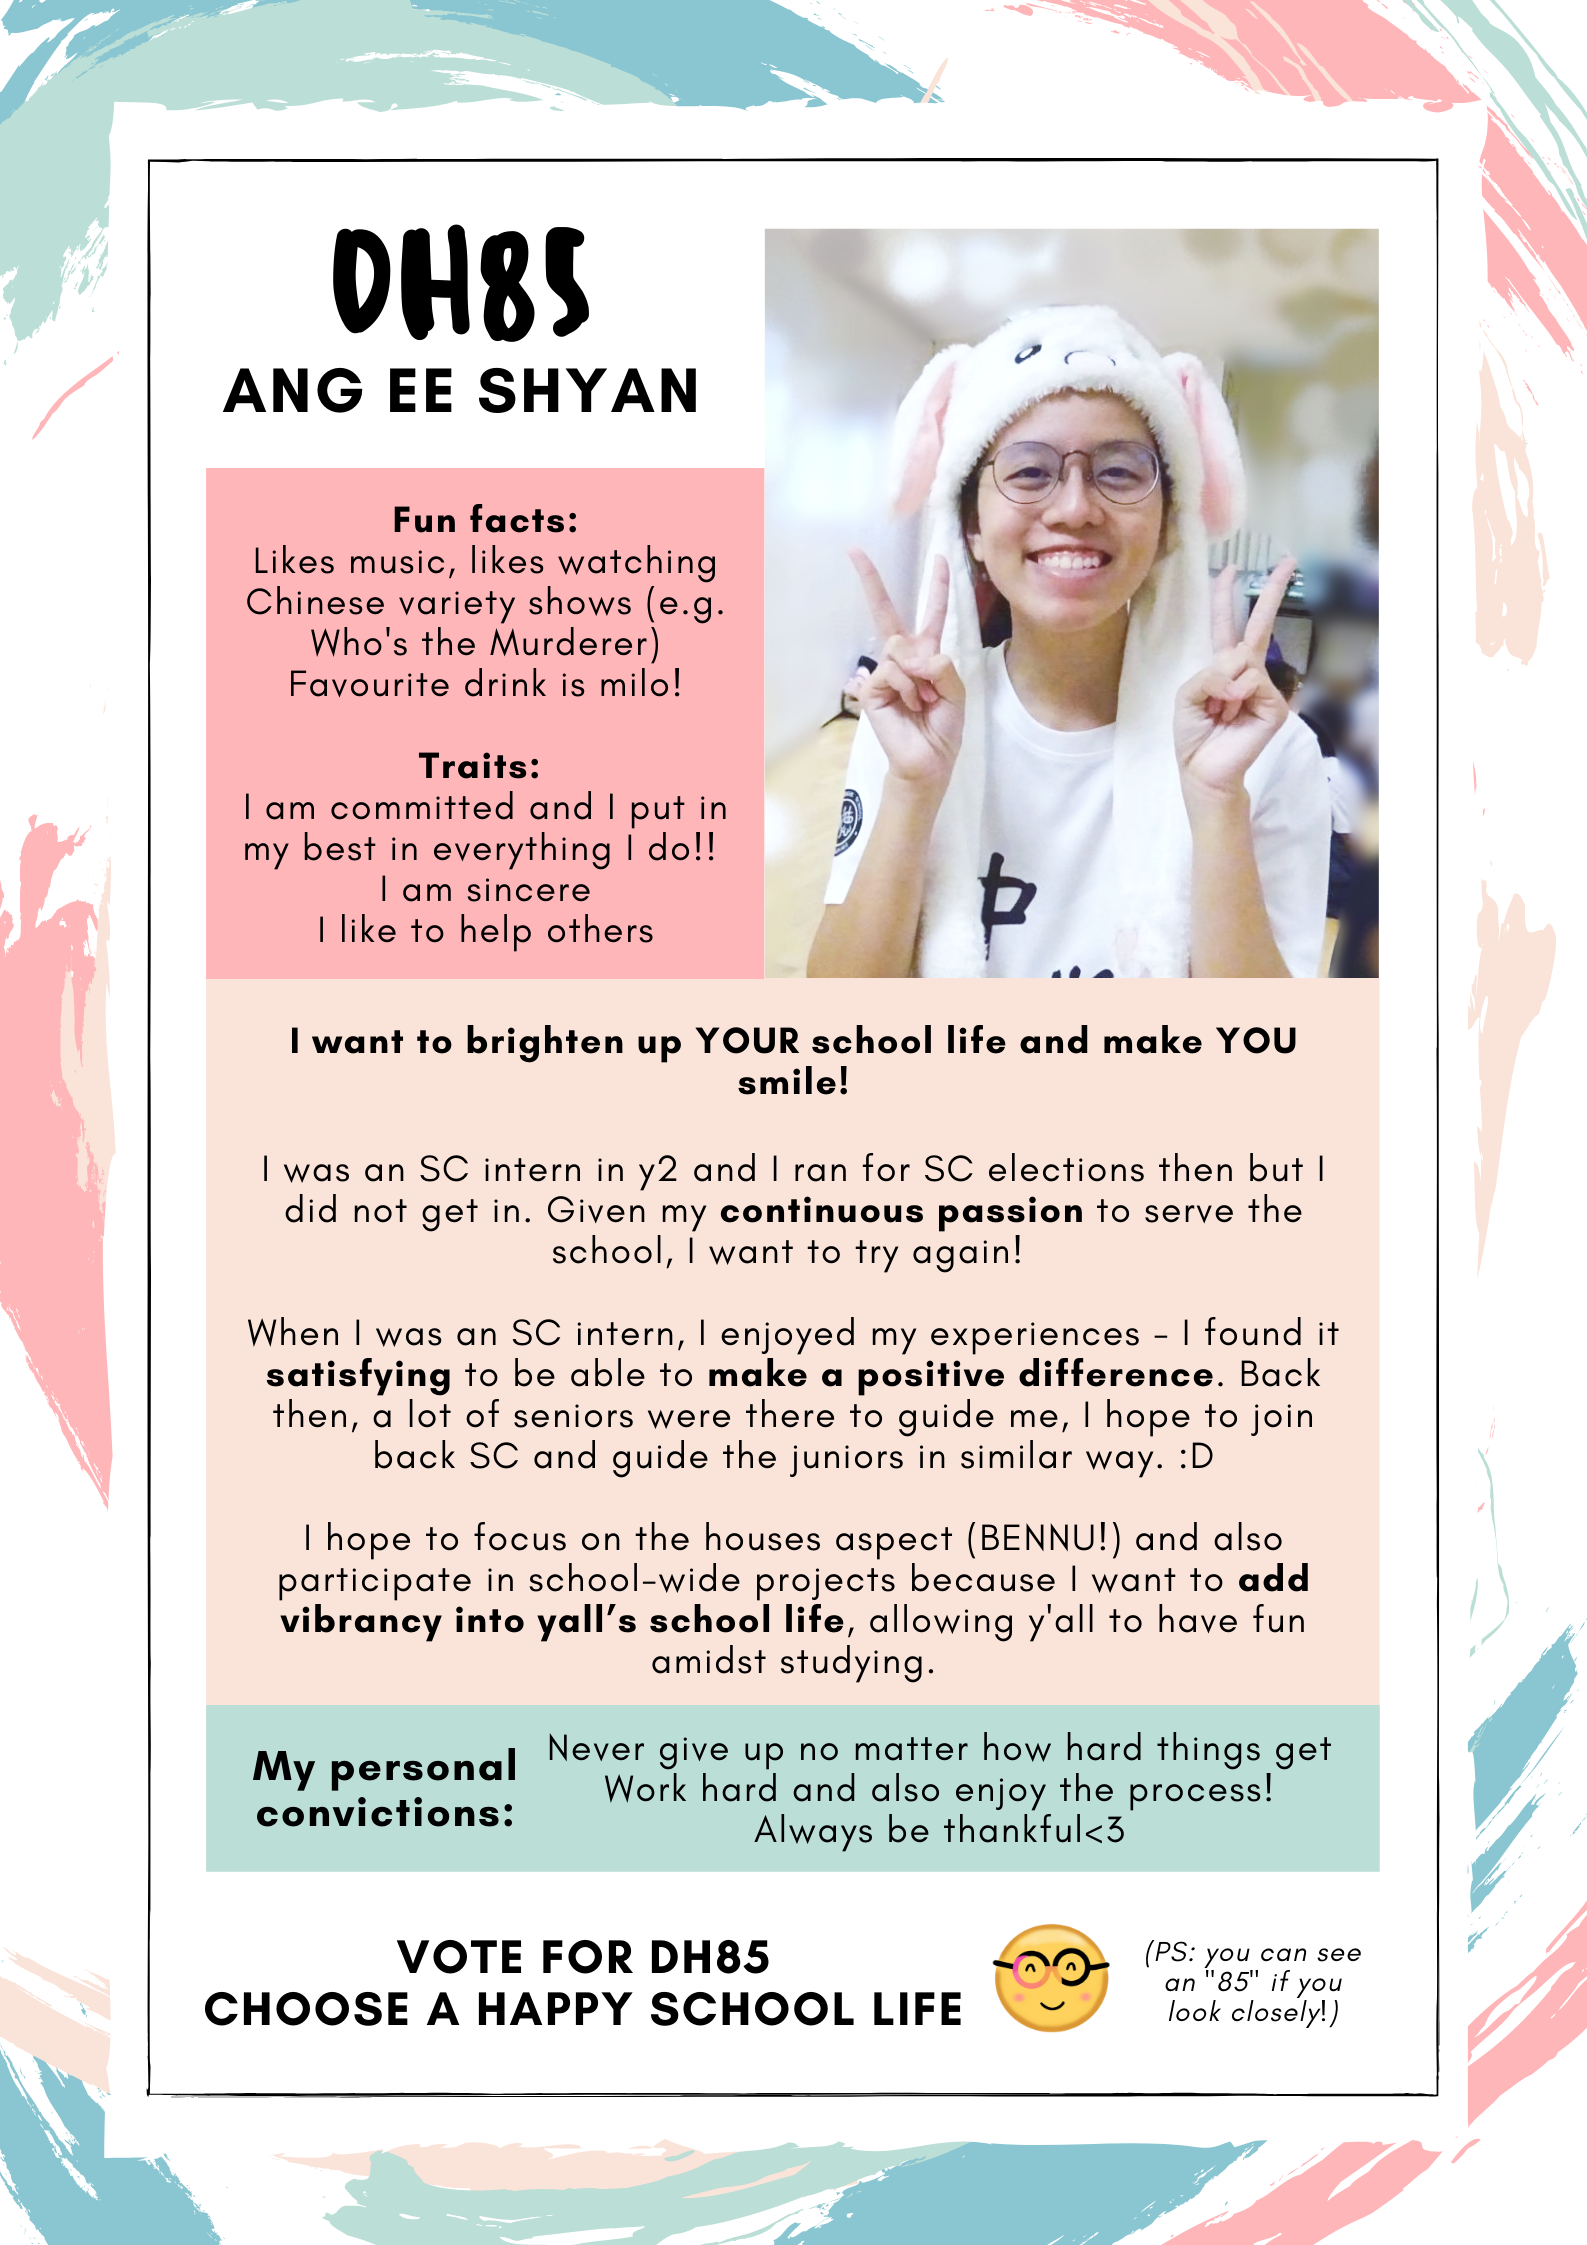 DH85
ANG EE SHYAN
Fun facts:
Likes music, likes watching
Chinese variety shows (e.g.
Who's the Murderer)
Favourite drink is milo!
Traits:
I am committed and I put in
my best in everything I do!!
I am sincere
I like to help others
中
I want to brighten up YOUR school life and make YOU
smile!
I was an SC intern in y2 and I ran for SC elections then but I
did not get in. Given my continuous passion to serve the
school, I want to try again!
When I was an SC intern, I enjoyed my experiences - I found it
satisfying to be able to make a positive difference. Back
then, a lot of seniors were there to guide me, I hope to join
back SC and guide the juniors in similar way. :D
I hope to focus on the houses aspect (BENNU!) and also
participate in school-wide projects because I want to add
vibrancy into yall’s school life, allowing y'all to have fun
amidst studying.
My personal
convictions:
Never give up no matter how hard things get
Work hard and also enjoy the process!
Always be thankful<3
VOTE FOR DH85
CHOOSE A HAPPY SCHOOL LIFE
(PS: you can see
an "85" if you
look closely!)